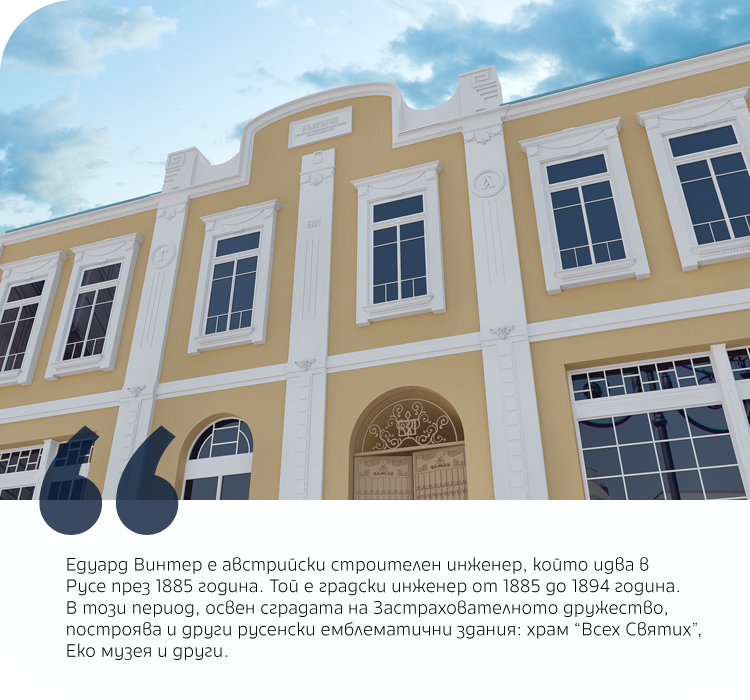 БЪЛГАРИЯ
Едуард Винтер е австрийски строителен инженер, който идва в
Русе през 1885 година. Той е градски инженер от 1885 до 1894 година.
В този период, освен сградата на Застрахователното дружество,
построява и други русенски емблематични здания: храм “Всех Святих”,
Еко музея и други.